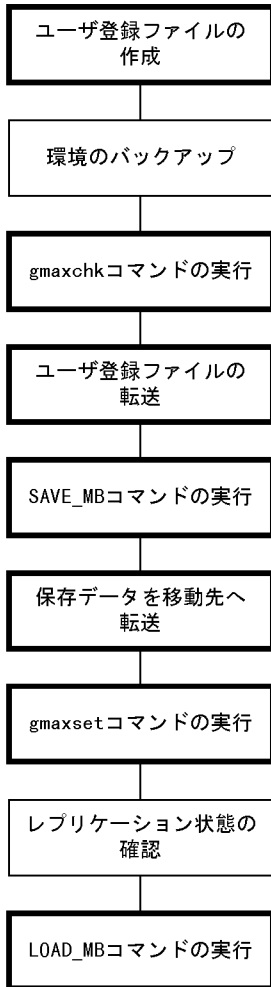 ユーザ登録ファイルの
作成
環境のバックアップ
gmaxchkコマンドの実行
ユーザ登録ファイルの
転送
SAVE_MBコマンドの実行
保存データを移動先へ
転送
gmaxsetコマンドの実行
レプリケーション状態の
確認
LOAD_MBコマンドの実行